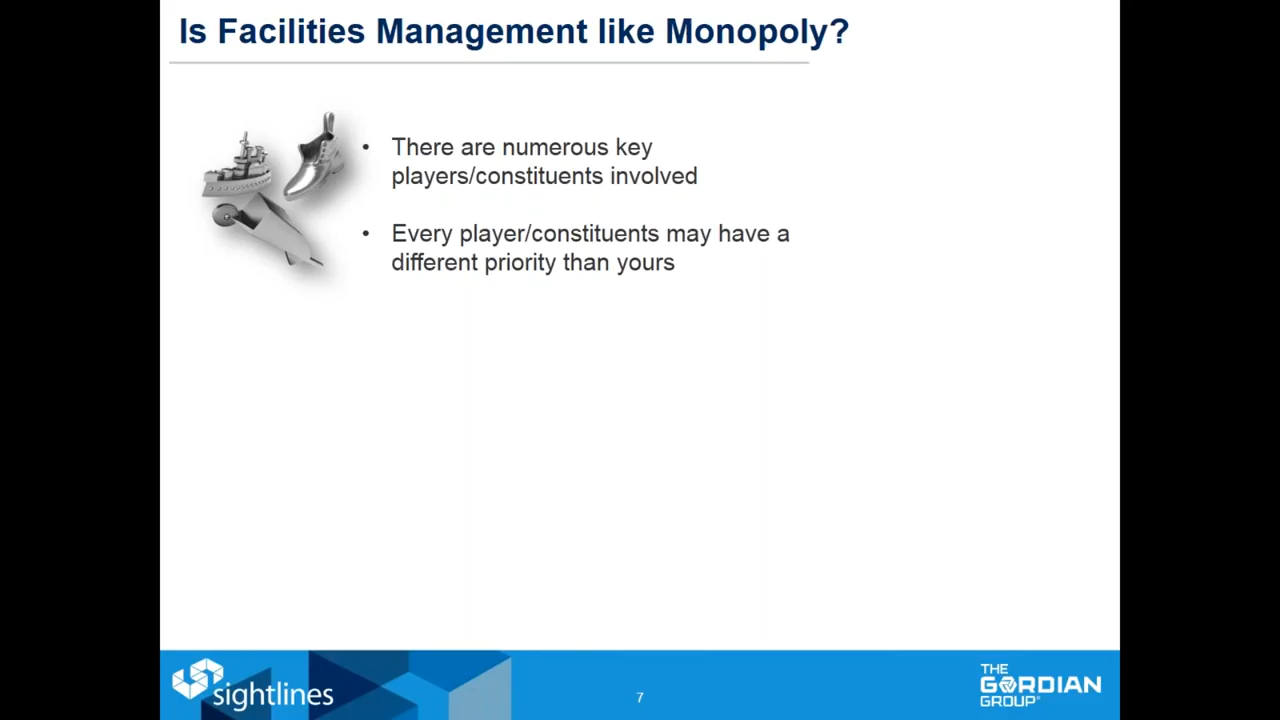 Is Facilities Management like Monopoly?
• There are numerous key
players/constituents involved
• Every player/constituents may have a
different priority than yours
sightlines
7
THE
GORDIAN
GROUP®